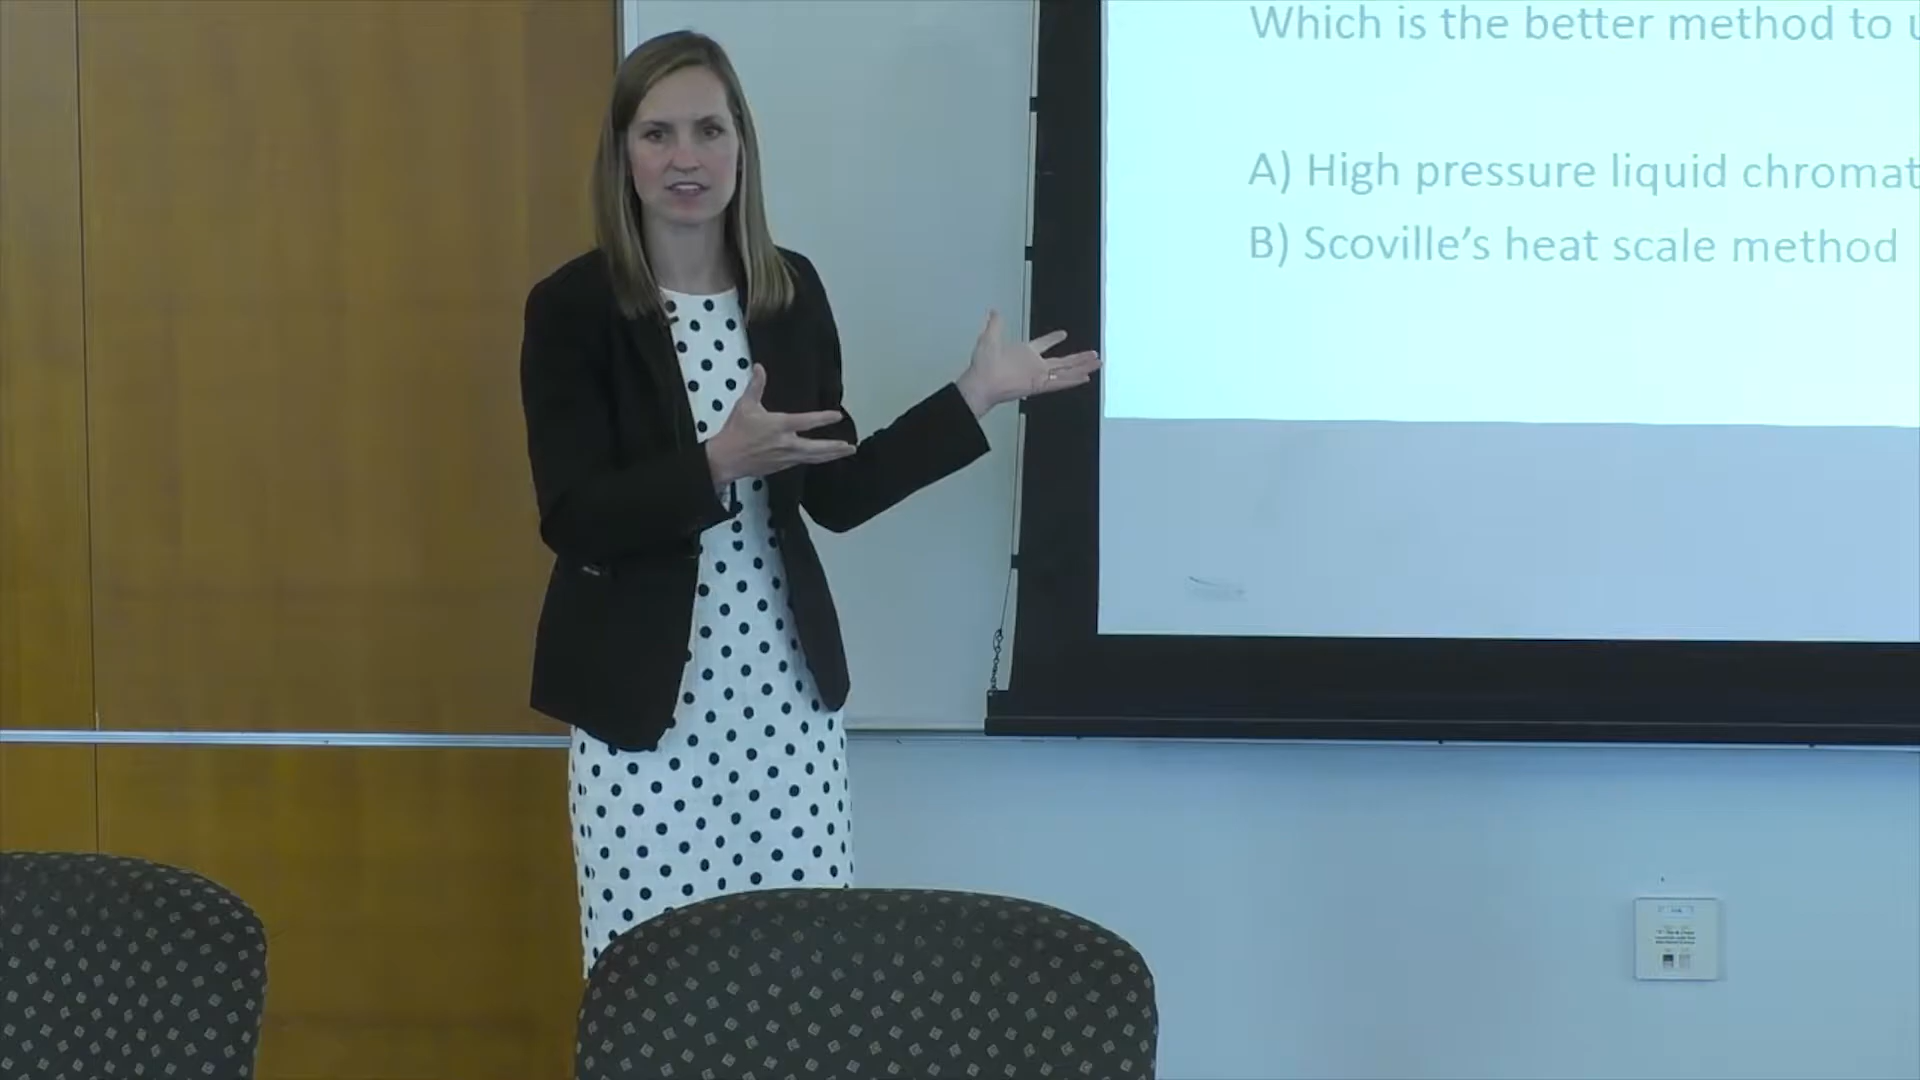 Which is the better method to
A) High pressure liquid chromat
B) Scoville's heat scale method